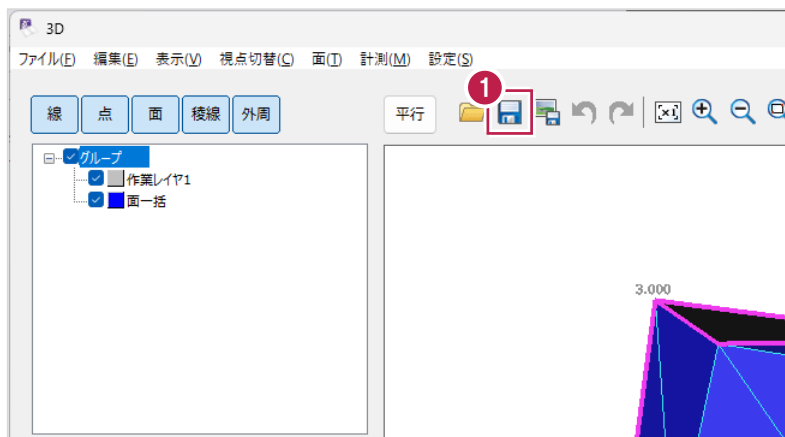 3D
ファイル(F) 編集(E) 表示(V) 視点切替(C) 面(T) 計測(M) 設定(S)
1
線 点 面 稜線 外周 平行 [×1]
グループ
作業レイヤ1
面一括
3.000